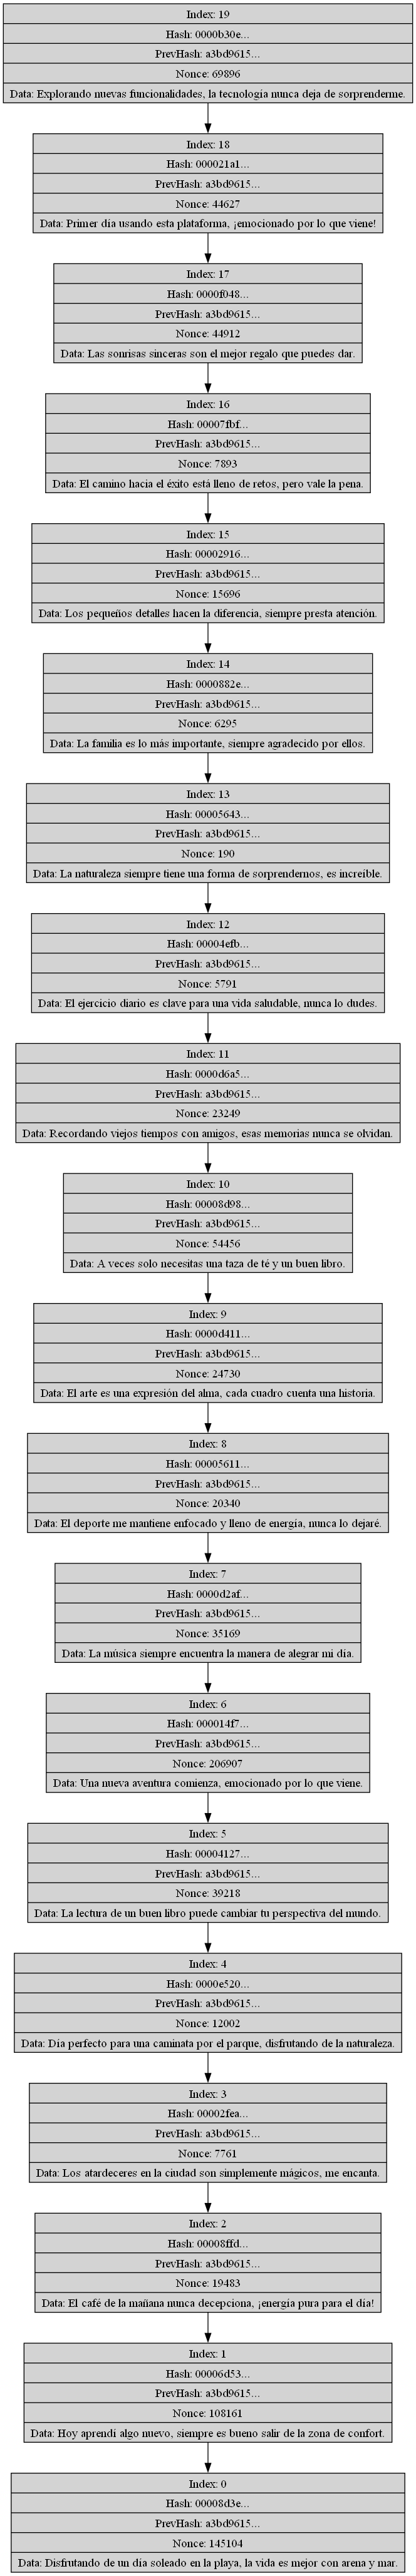 Index: 19
Hash: 0000b30e...
PrevHash: a3bd9615...
Nonce: 69896
Data: Explorando nuevas funcionalidades, la tecnología nunca deja de sorprenderme.
Index: 18
Hash: 000021a1...
PrevHash: a3bd9615...
Nonce: 44627
Data: Primer día usando esta plataforma, ¡emocionado por lo que viene!
Index: 17
Hash: 0000f048...
PrevHash: a3bd9615...
Nonce: 44912
Data: Las sonrisas sinceras son el mejor regalo que puedes dar.
Index: 16
Hash: 00007fbf...
PrevHash: a3bd9615...
Nonce: 7893
Data: El camino hacia el éxito está lleno de retos, pero vale la pena.
Index: 15
Hash: 00002916...
PrevHash: a3bd9615...
Nonce: 15696
Data: Los pequeños detalles hacen la diferencia, siempre presta atención.
Index: 14
Hash: 0000882e...
PrevHash: a3bd9615...
Nonce: 6295
Data: La familia es lo más importante, siempre agradecido por ellos.
Index: 13
Hash: 00005643...
PrevHash: a3bd9615...
Nonce: 190
Data: La naturaleza siempre tiene una forma de sorprendernos, es increíble.
Index: 12
Hash: 00004efb...
PrevHash: a3bd9615...
Nonce: 5791
Data: El ejercicio diario es clave para una vida saludable, nunca lo dudes.
Index: 11
Hash: 0000d6a5...
PrevHash: a3bd9615...
Nonce: 23249
Data: Recordando viejos tiempos con amigos, esas memorias nunca se olvidan.
Index: 10
Hash: 00008d98...
PrevHash: a3bd9615...
Nonce: 54456
Data: A veces solo necesitas una taza de té y un buen libro.
Index: 9
Hash: 0000d411...
PrevHash: a3bd9615...
Nonce: 24730
Data: El arte es una expresión del alma, cada cuadro cuenta una historia.
Index: 8
Hash: 00005611...
PrevHash: a3bd9615...
Nonce: 20340
Data: El deporte me mantiene enfocado y lleno de energía, nunca lo dejaré.
Index: 7
Hash: 0000d2af...
PrevHash: a3bd9615...
Nonce: 35169
Data: La música siempre encuentra la manera de alegrar mi día.
Index: 6
Hash: 000014f7...
PrevHash: a3bd9615...
Nonce: 206907
Data: Una nueva aventura comienza, emocionado por lo que viene.
Index: 5
Hash: 00004127...
PrevHash: a3bd9615...
Nonce: 39218
Data: La lectura de un buen libro puede cambiar tu perspectiva del mundo.
Index: 4
Hash: 0000e520...
PrevHash: a3bd9615...
Nonce: 12002
Data: Día perfecto para una caminata por el parque, disfrutando de la naturaleza.
Index: 3
Hash: 00002fea...
PrevHash: a3bd9615...
Nonce: 7761
Data: Los atardeceres en la ciudad son simplemente mágicos, me encanta.
Index: 2
Hash: 00008ffd...
PrevHash: a3bd9615...
Nonce: 19483
Data: El café de la mañana nunca decepciona, ¡energía pura para el día!
Index: 1
Hash: 00006d53...
PrevHash: a3bd9615...
Nonce: 108161
Data: Hoy aprendí algo nuevo, siempre es bueno salir de la zona de confort.
Index: 0
Hash: 00008d3e...
PrevHash: a3bd9615...
Nonce: 145104
Data: Disfrutando de un día soleado en la playa, la vida es mejor con arena y mar.